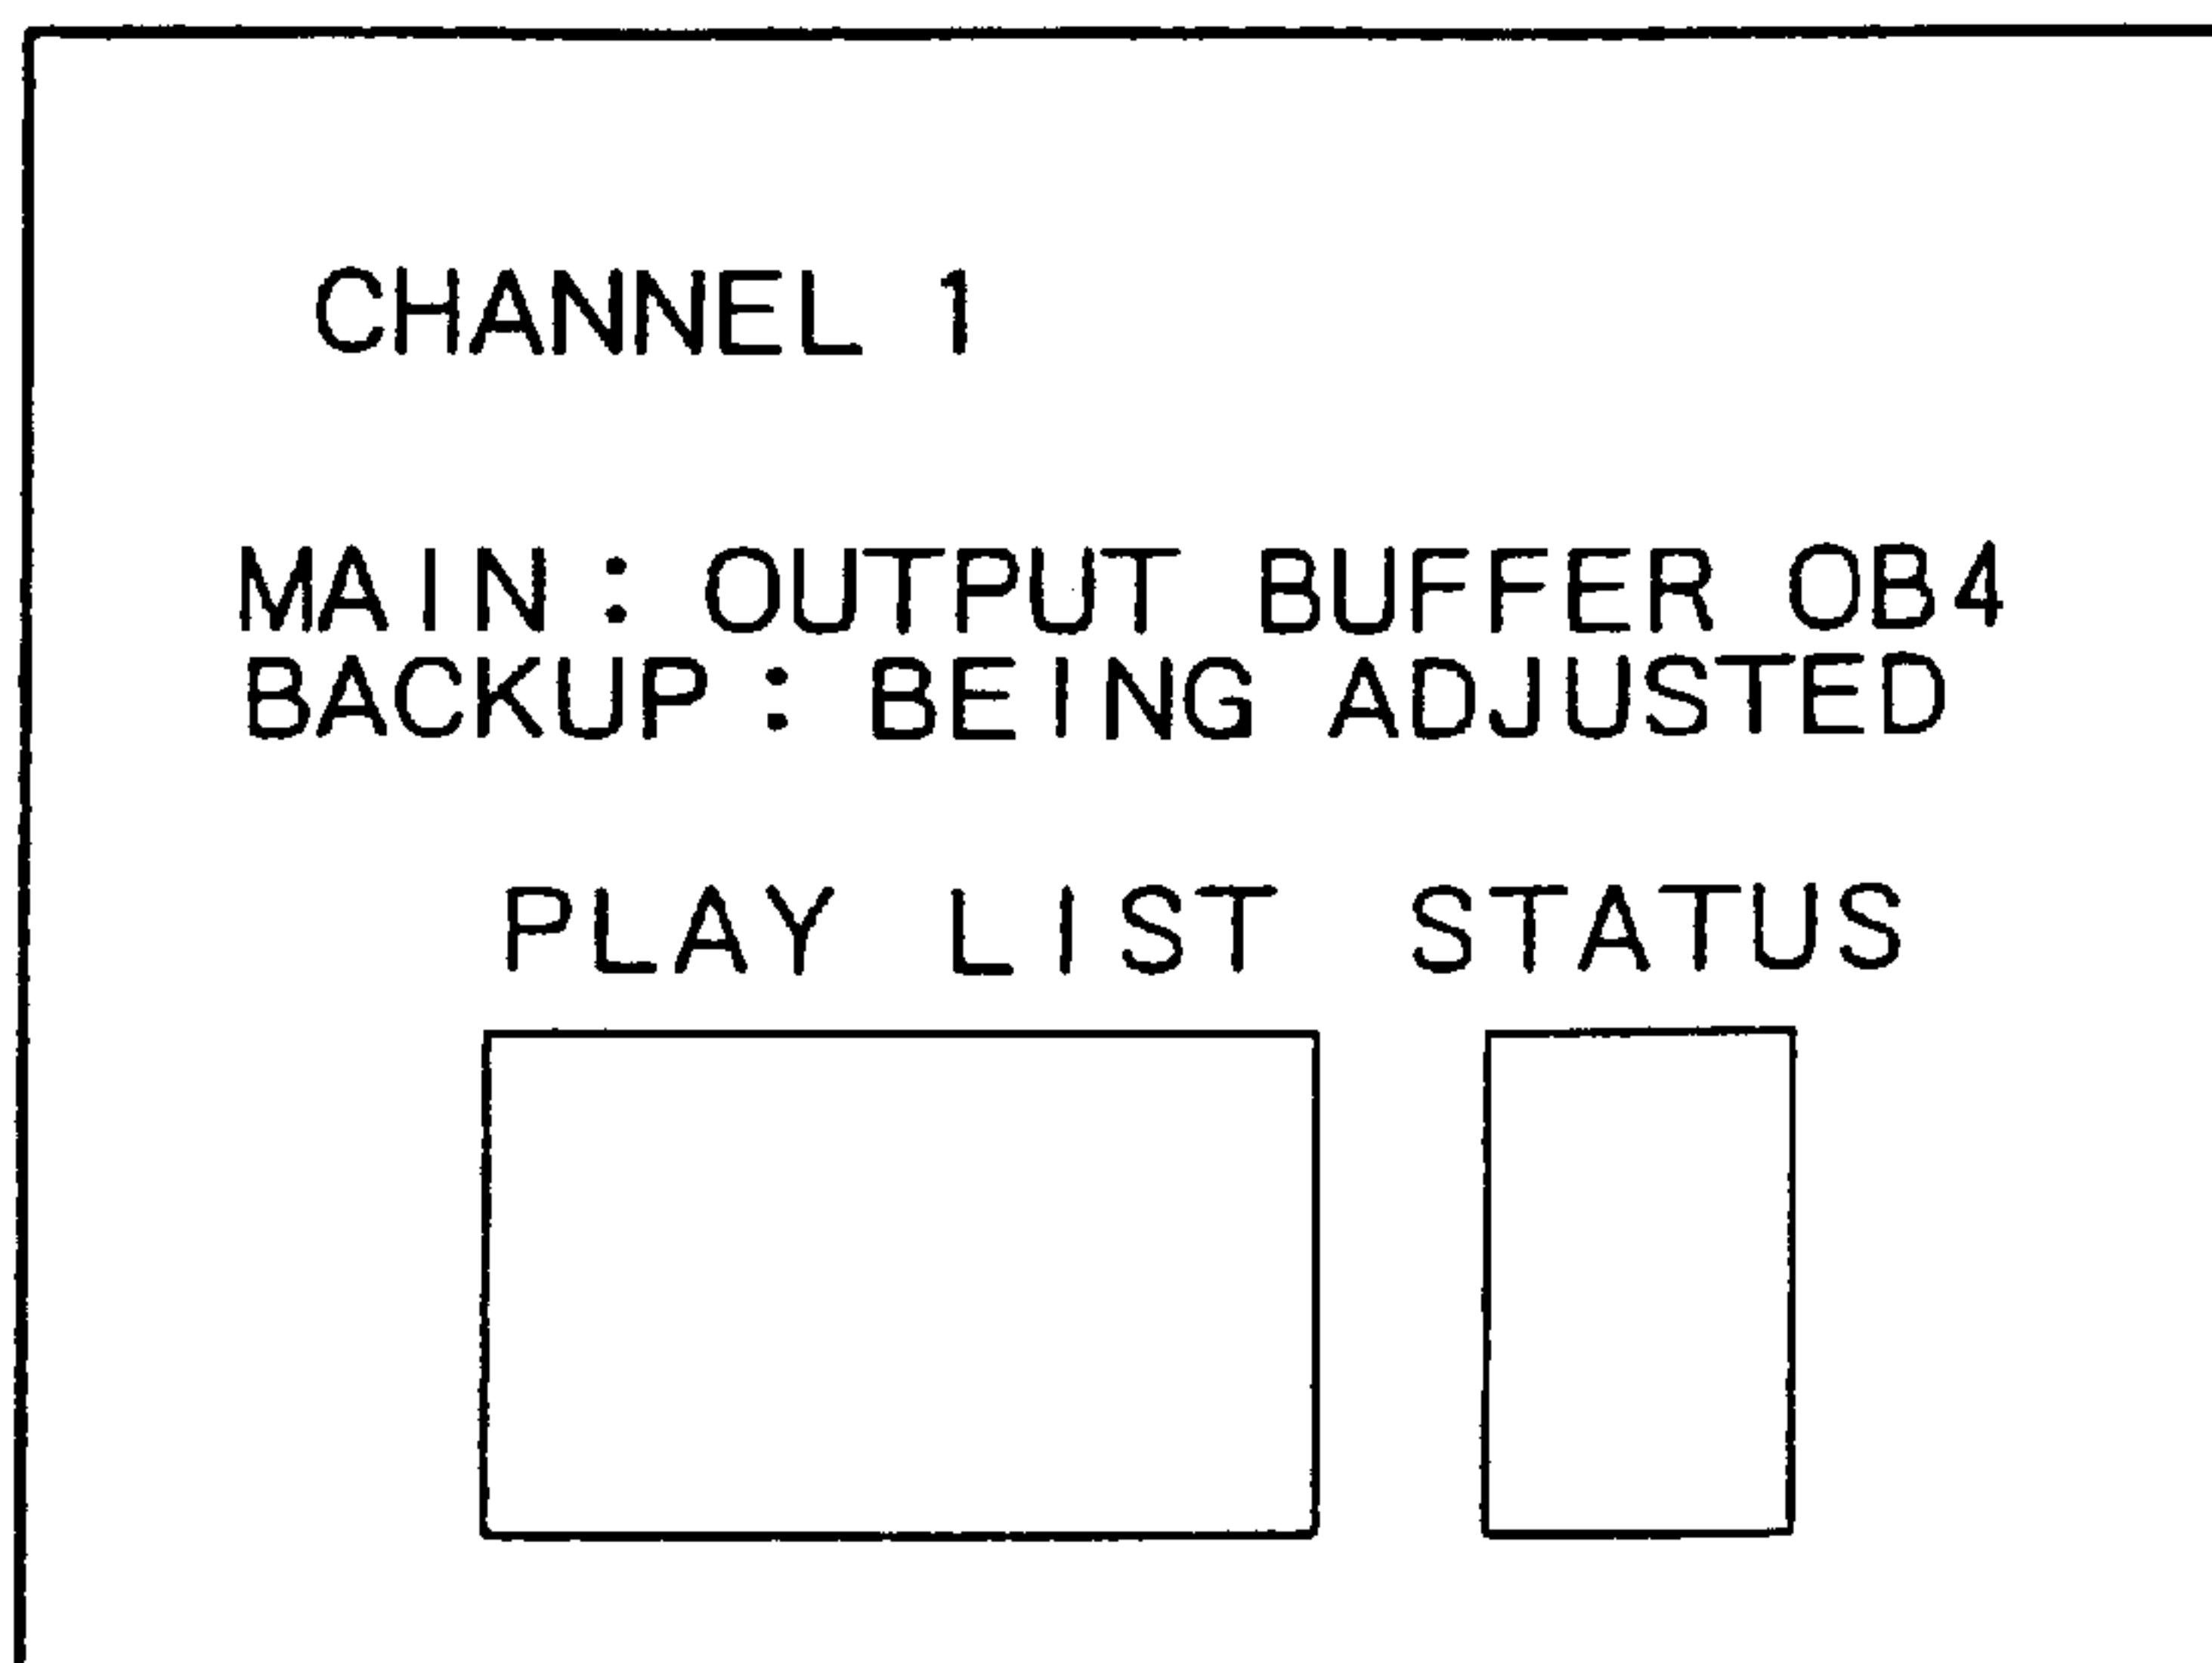 CHANNEL 1
MAIN: OUTPUT BUFFER OB4
BACKUP: BEING ADJUSTED
PLAY LIST STATUS